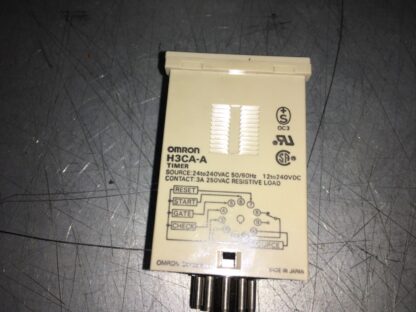 OMRON
H3CA-A
TIMER
SOURCE:24to240VAC 50/60Hz 12to240VDC
CONTACT:3A 250VAC RESISTIVE LOAD
RESET
START
GATE
CHECK
SOURCE
OMRON
MADE IN JAPAN